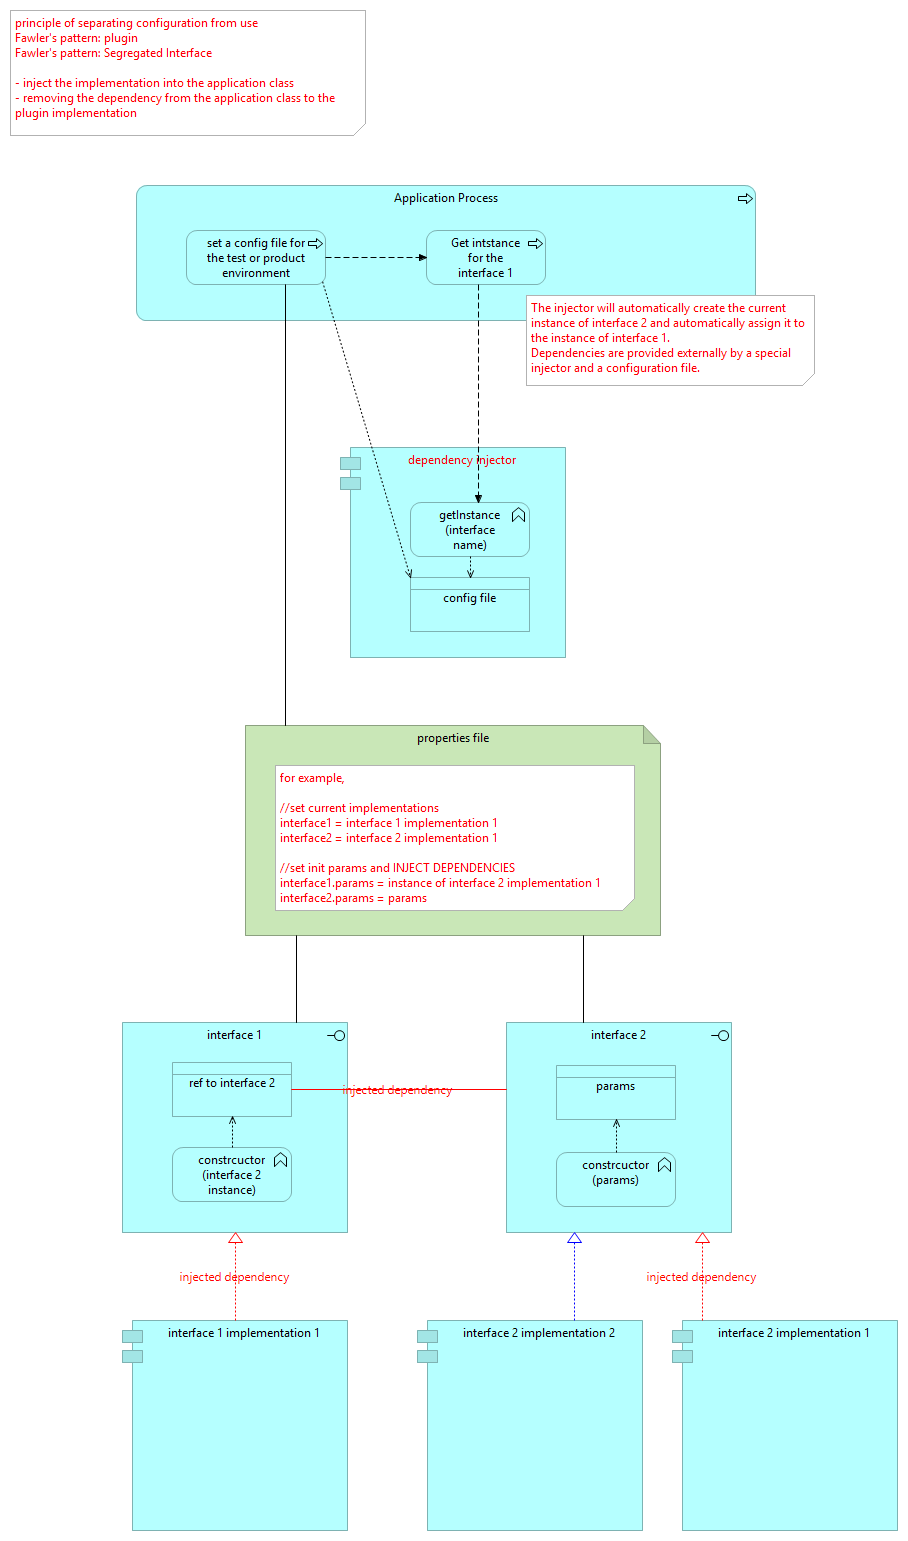 principle of separating configuration from use
Fawler's pattern: plugin
Fawler's pattern: Segregated Interface
- inject the implementation into the application class
- removing the dependency from the application class to the
plugin implementation
Application Process
set a config file for
the test or product
environment
Get intstance
for the
interface 1
The injector will automatically create the current
instance of interface 2 and automatically assign it to
the instance of interface 1.
Dependencies are provided externally by a special
injector and a configuration file.
dependency injector
getInstance
(interface
name)
config file
properties file
for example,
//set current implementations
interface1 = interface 1 implementation 1
interface2 = interface 2 implementation 1
//set init params and INJECT DEPENDENCIES
interface1.params = instance of interface 2 implementation 1
interface2.params = params
interface 1
ref to interface 2
constrcuctor
(interface 2
instance)
injected dependency
interface 2
params
constrcuctor
(params)
injected dependency
injected dependency
interface 1 implementation 1
interface 2 implementation 2
interface 2 implementation 1